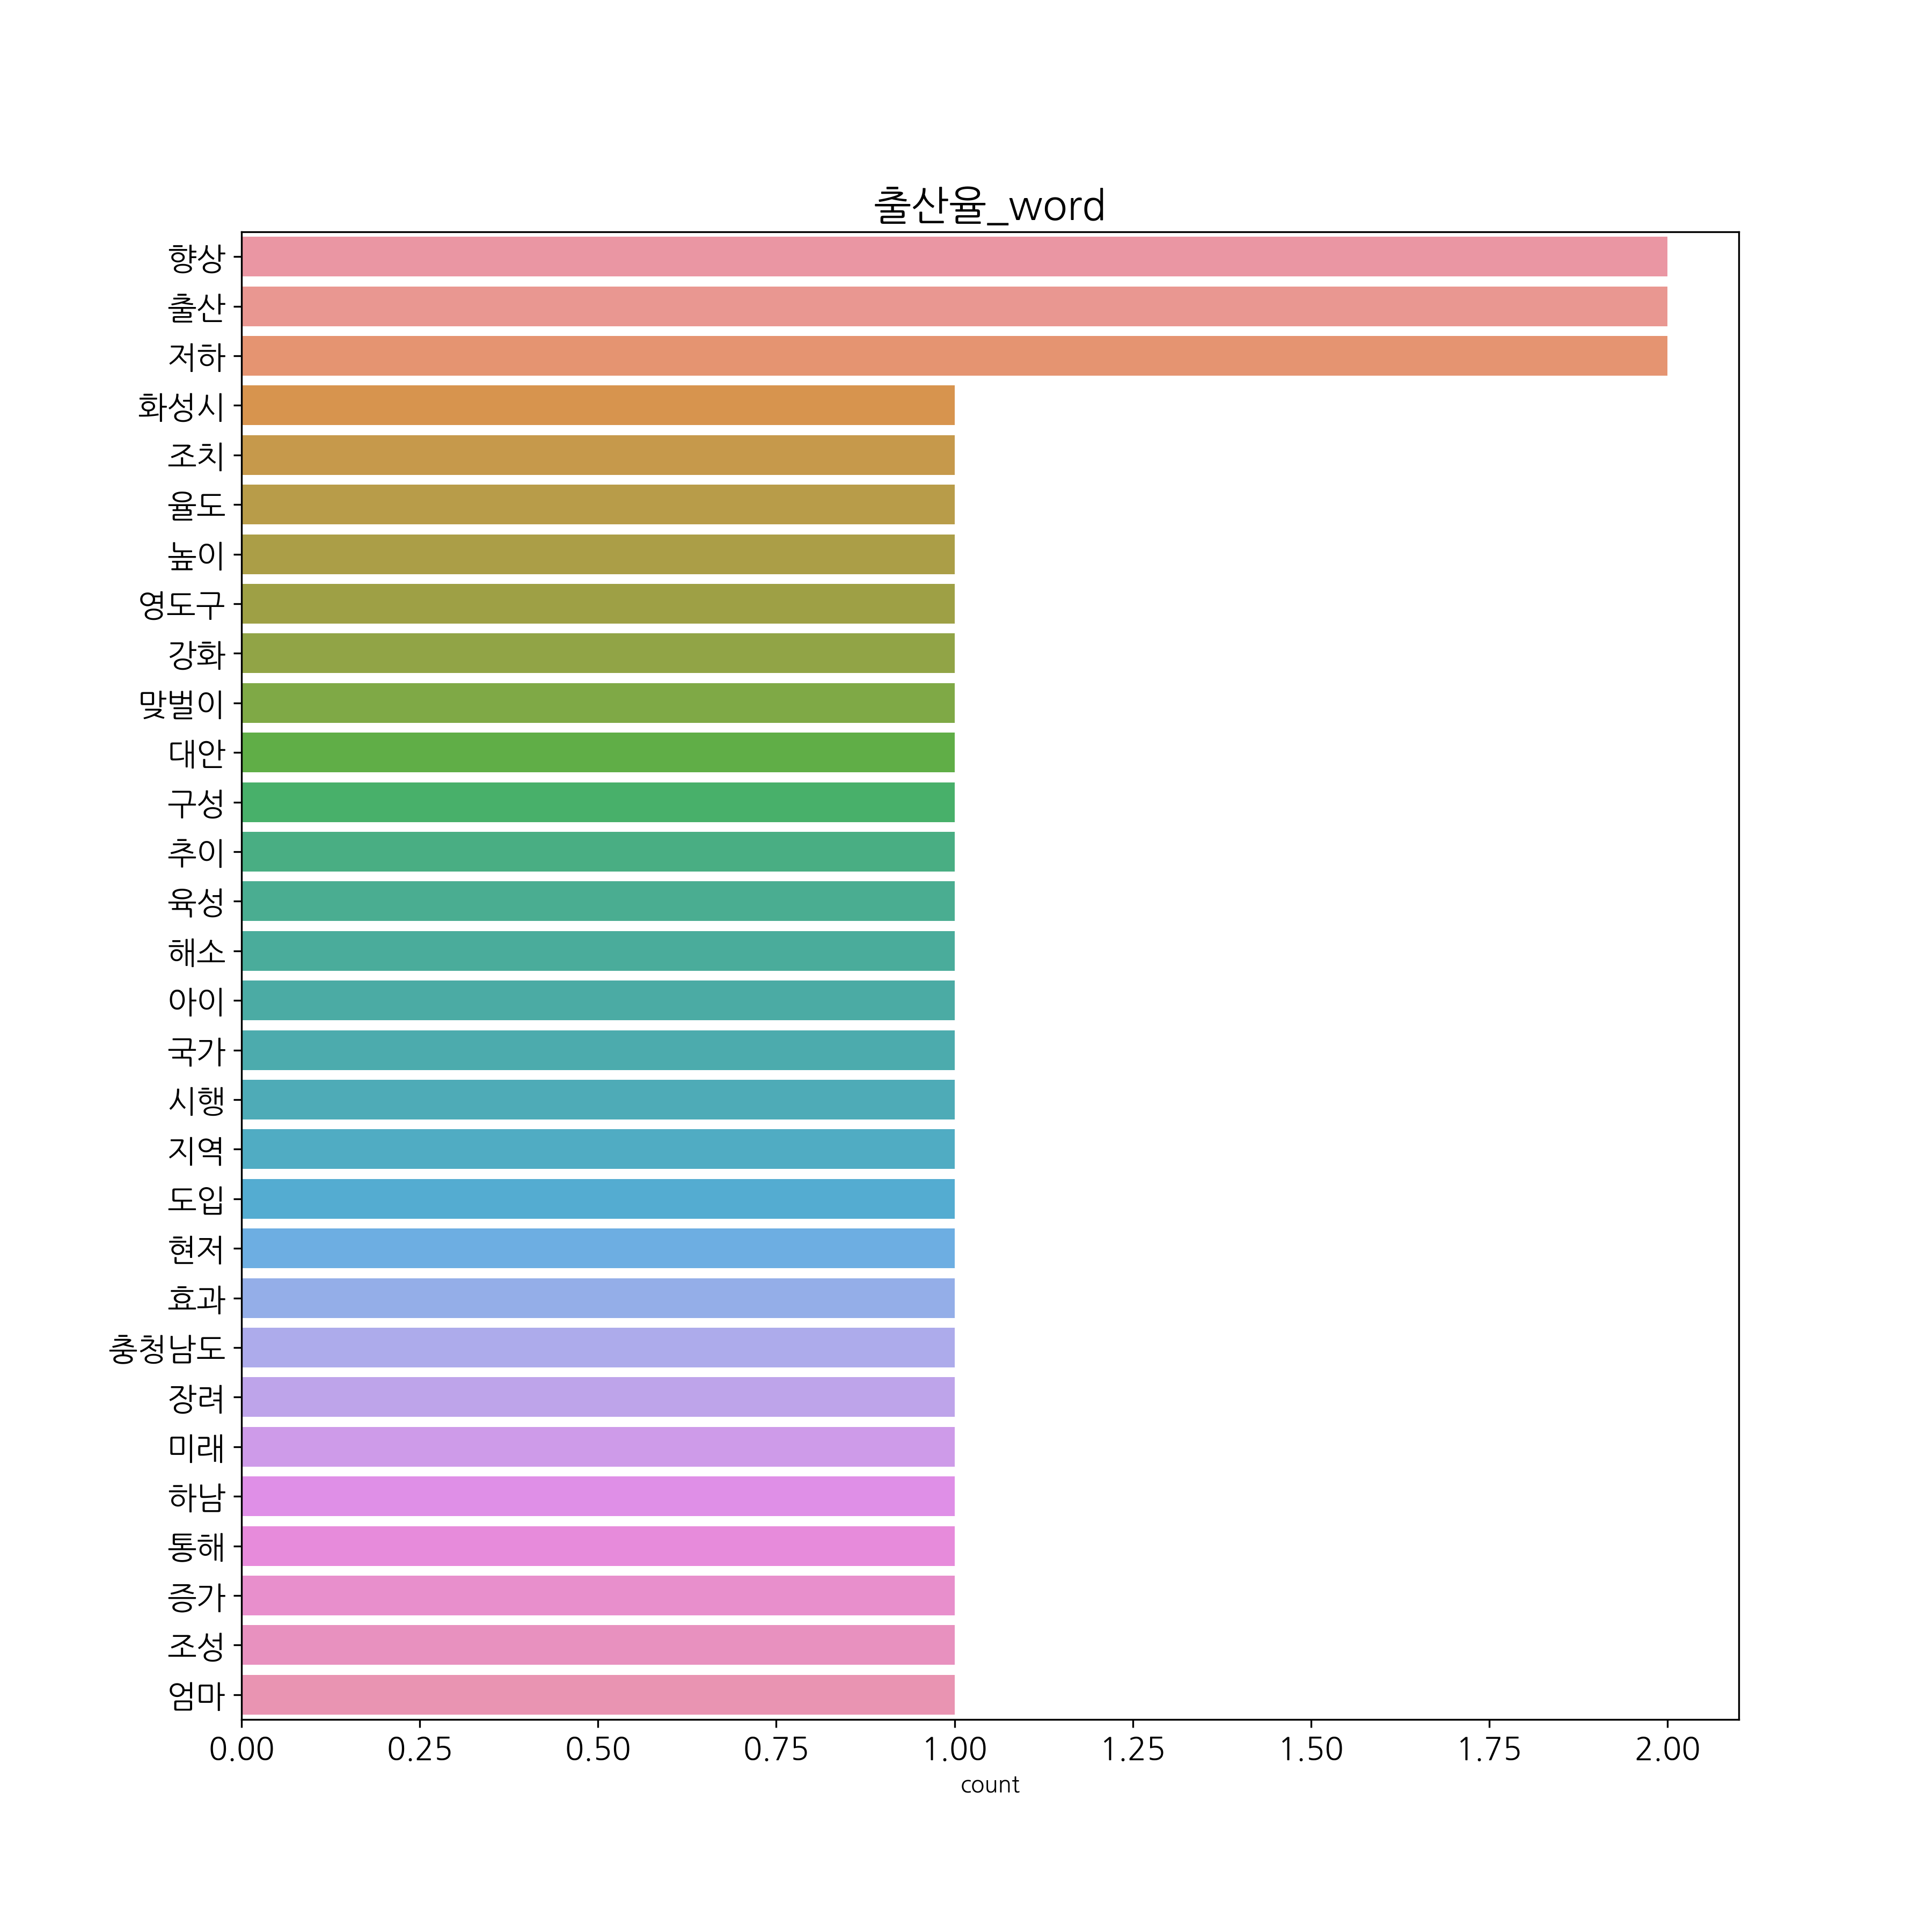 출산율_word
향상
출산
저하
화성시
조치
율도
높이
영도구
강화
맞벌이
대안
구성
추이
육성
해소
아이
국가
시행
지역
도입
현저
효과
충청남도
장려
미래
하남
통해
증가
조성
엄마
0.00 0.25 0.50 0.75 1.00 1.25 1.50 1.75 2.00
count